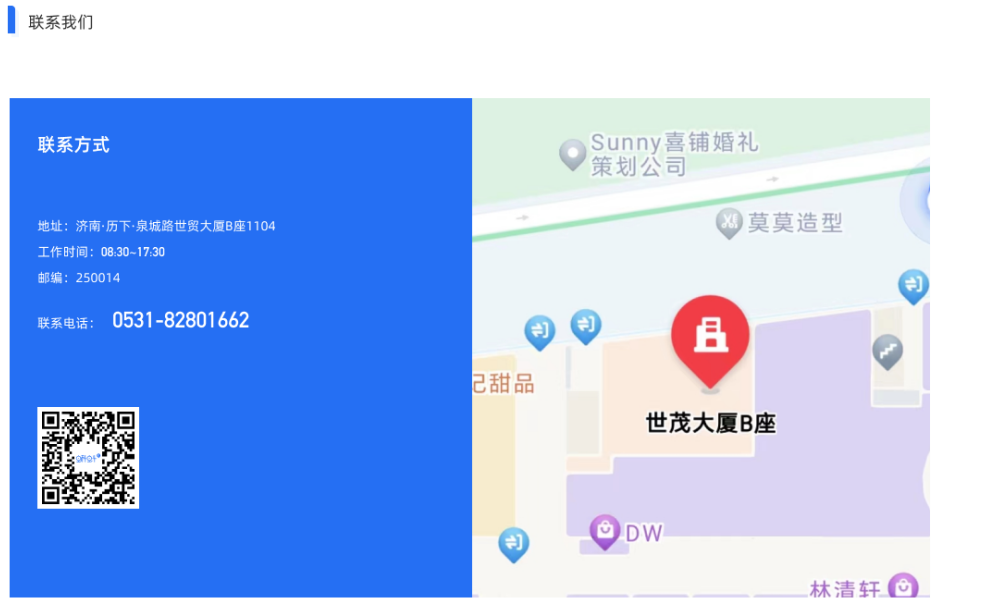 联系我们
联系方式
地址：济南·历下·泉城路世贸大厦B座1104
工作时间：08:30~17:30
邮编：250014
联系电话： 0531-82801662
Sunny喜铺婚礼
策划公司
莫莫造型
记甜品
世茂大厦B座
DW
林清轩